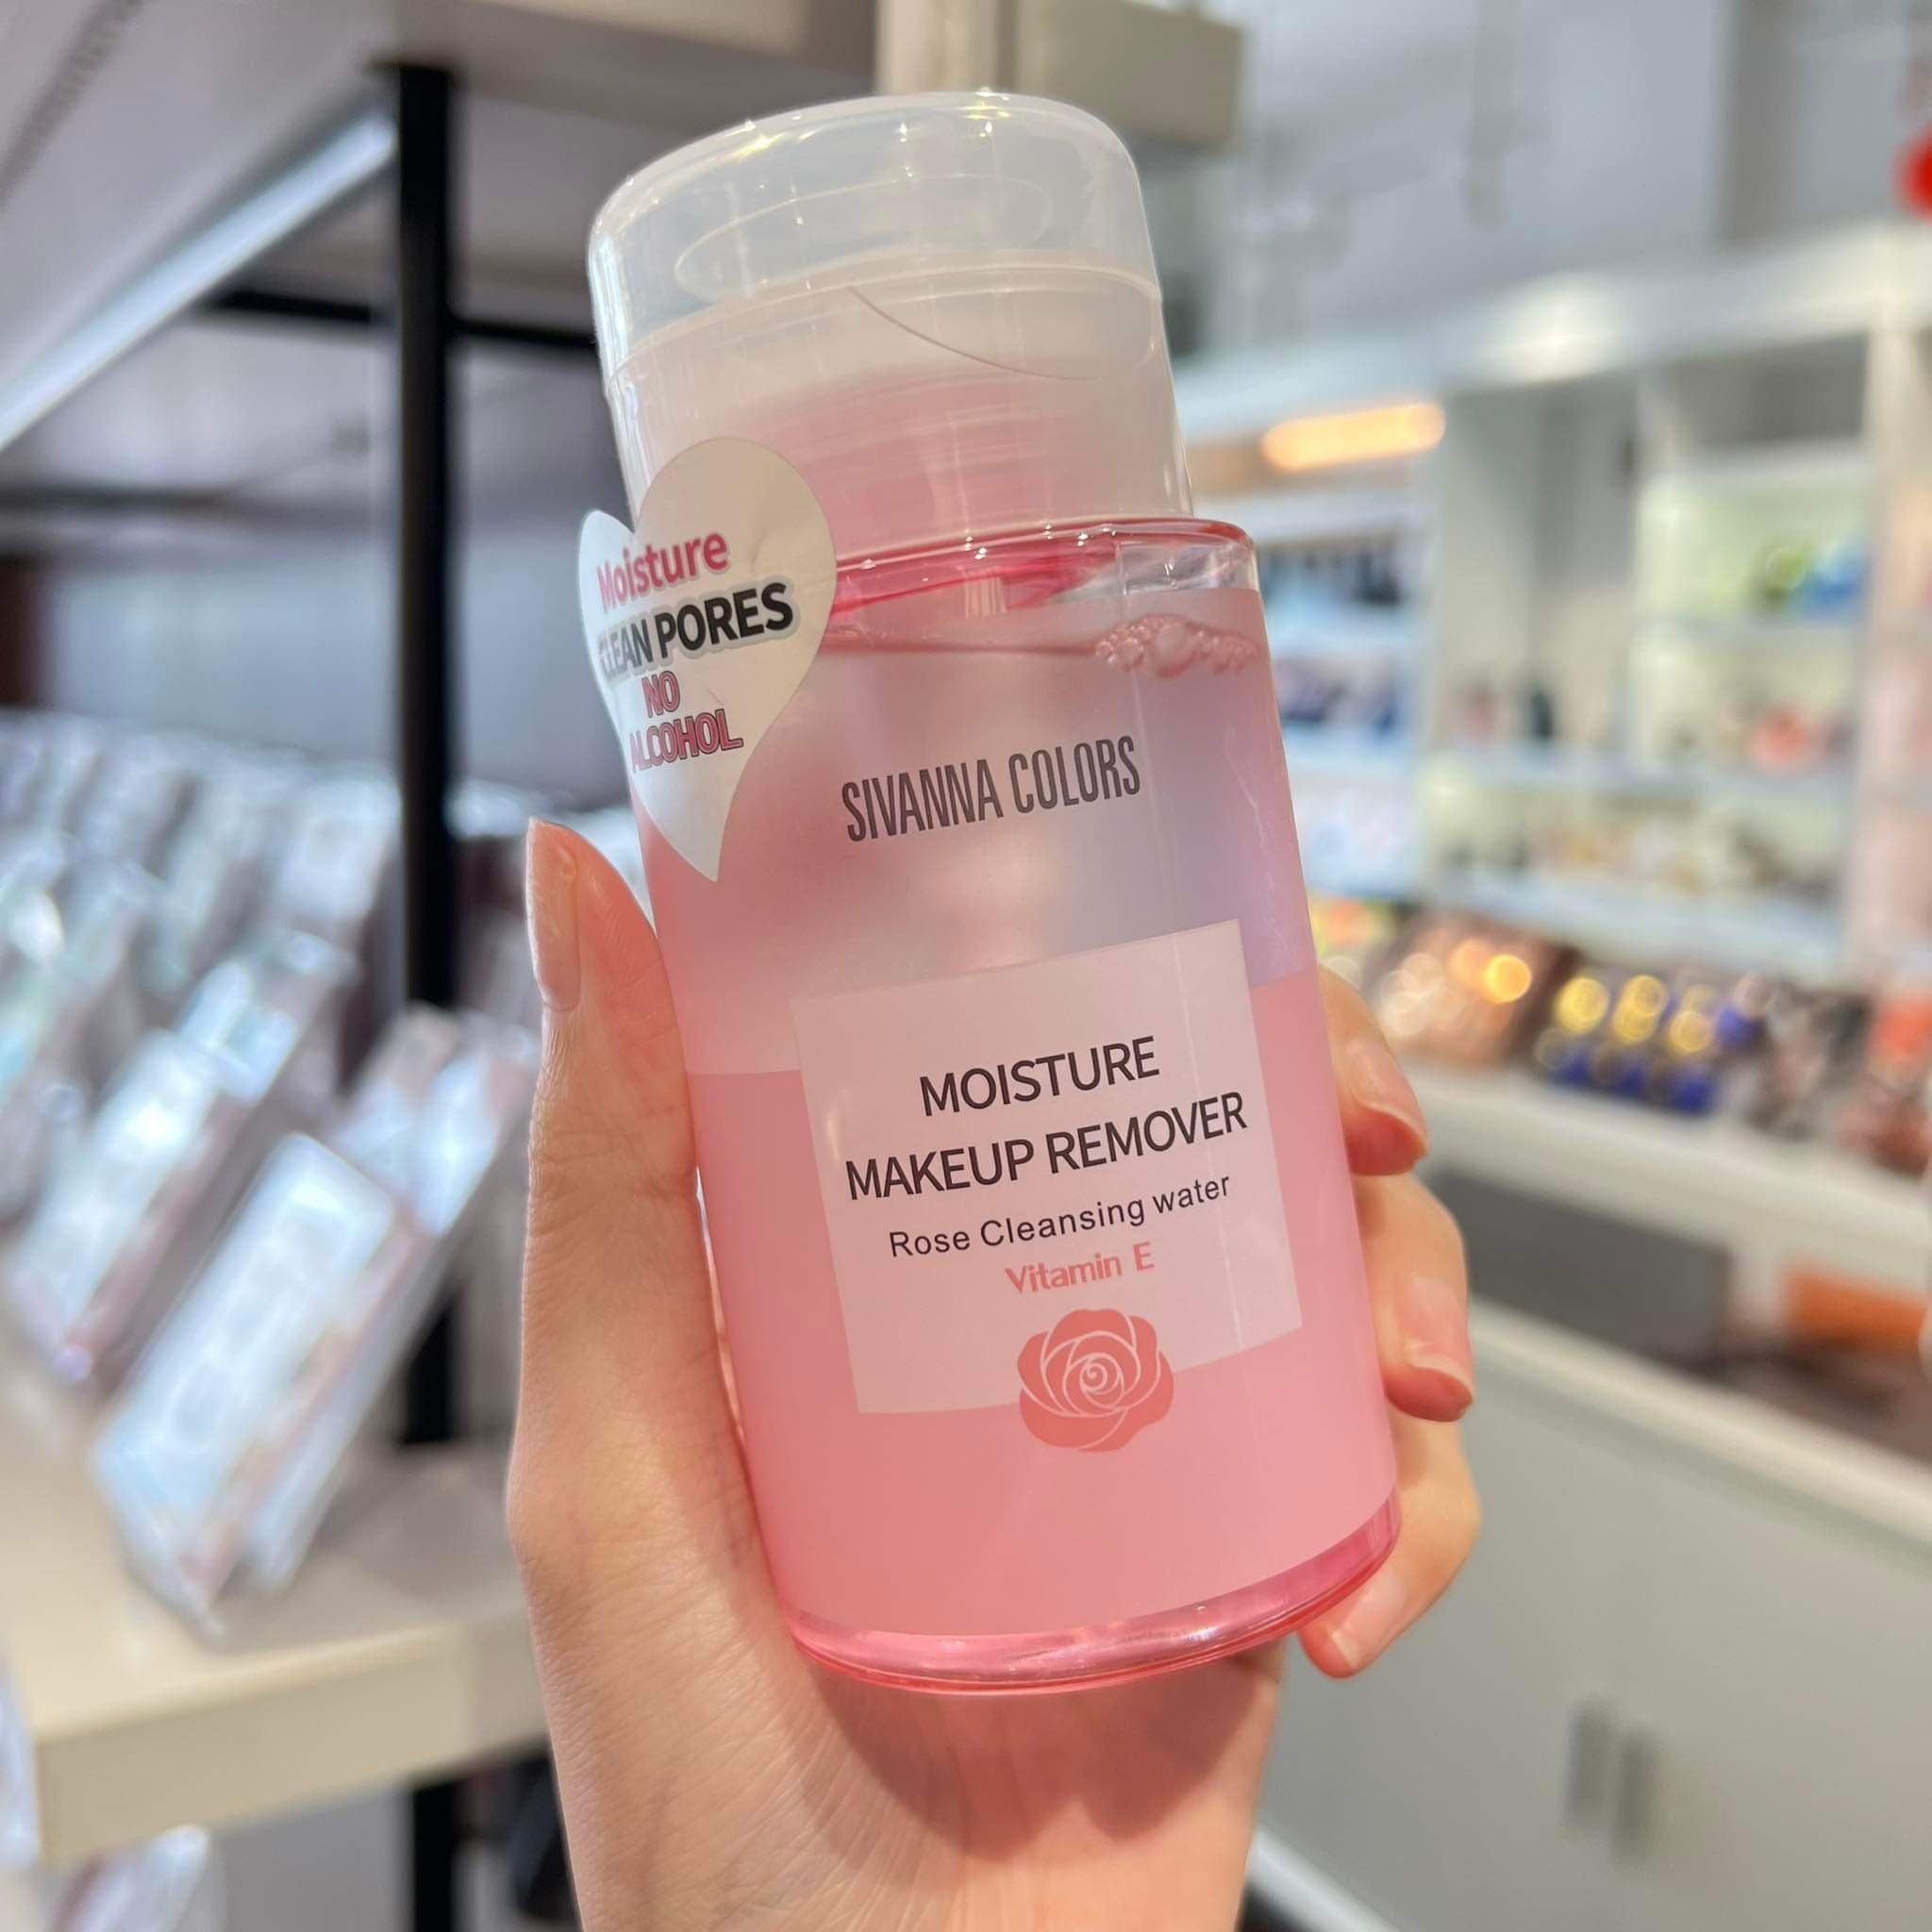 Moisture
CLEAN PORES
NO
ALCOHOL
SIVANNA COLORS
MOISTURE
MAKEUP REMOVER
Rose Cleansing water
Vitamin E